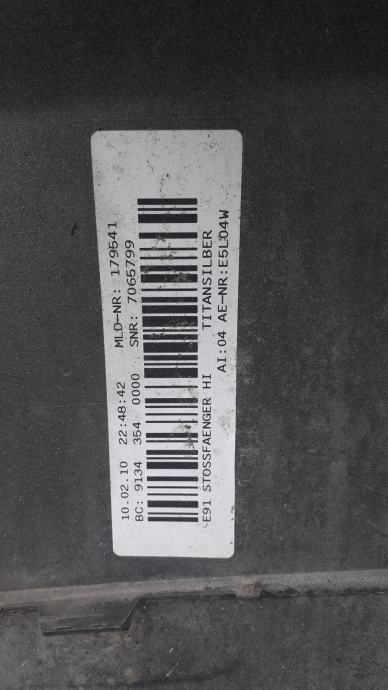 10.02.10 22:48:42 MLD-NR: 179541
BC: 9134 354 0000 SNR: 7065799
E91 STOSSFAENGER HI TITANSILBER
AI:04 AE-NR:E5L04W